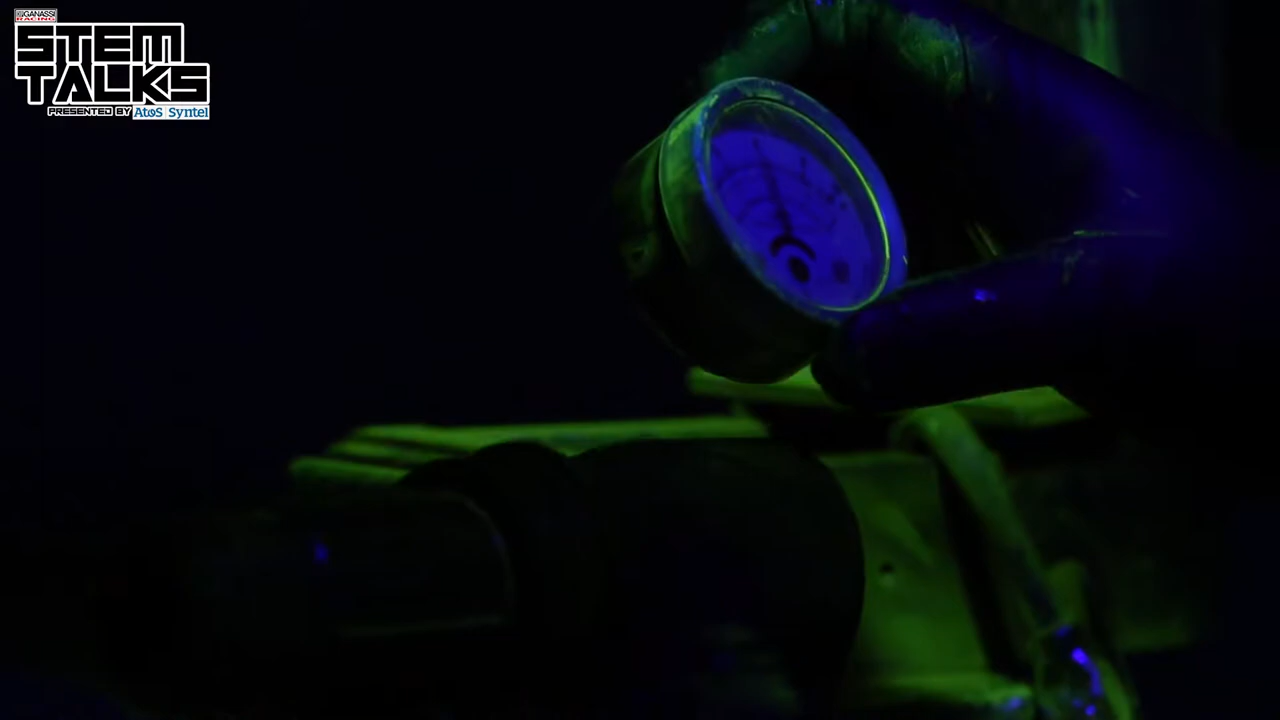 GANASSI
RACING
STEM
TALKS
PRESENTED BY AtoS Syntel